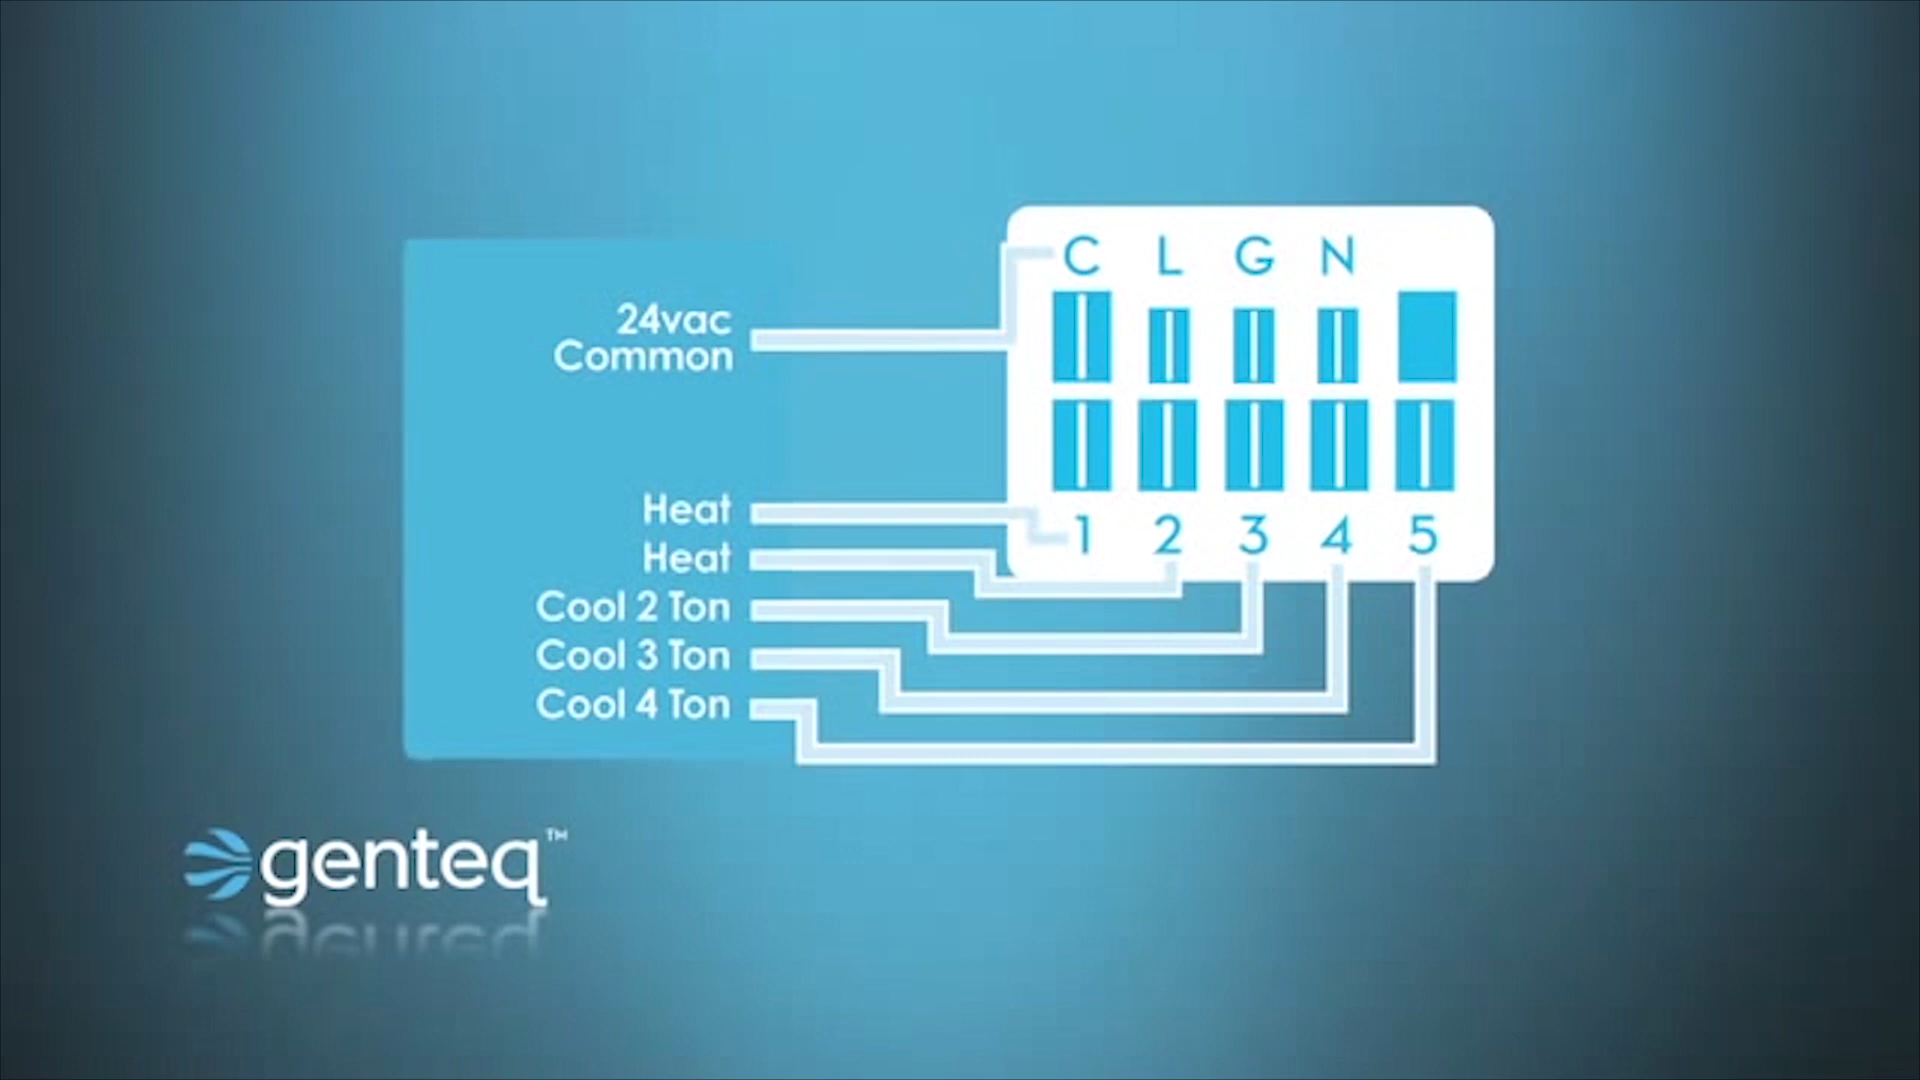 C L G N
24vac
Common
Heat
Heat
Cool 2 Ton
Cool 3 Ton
Cool 4 Ton
1 2 3 4 5
genteq™